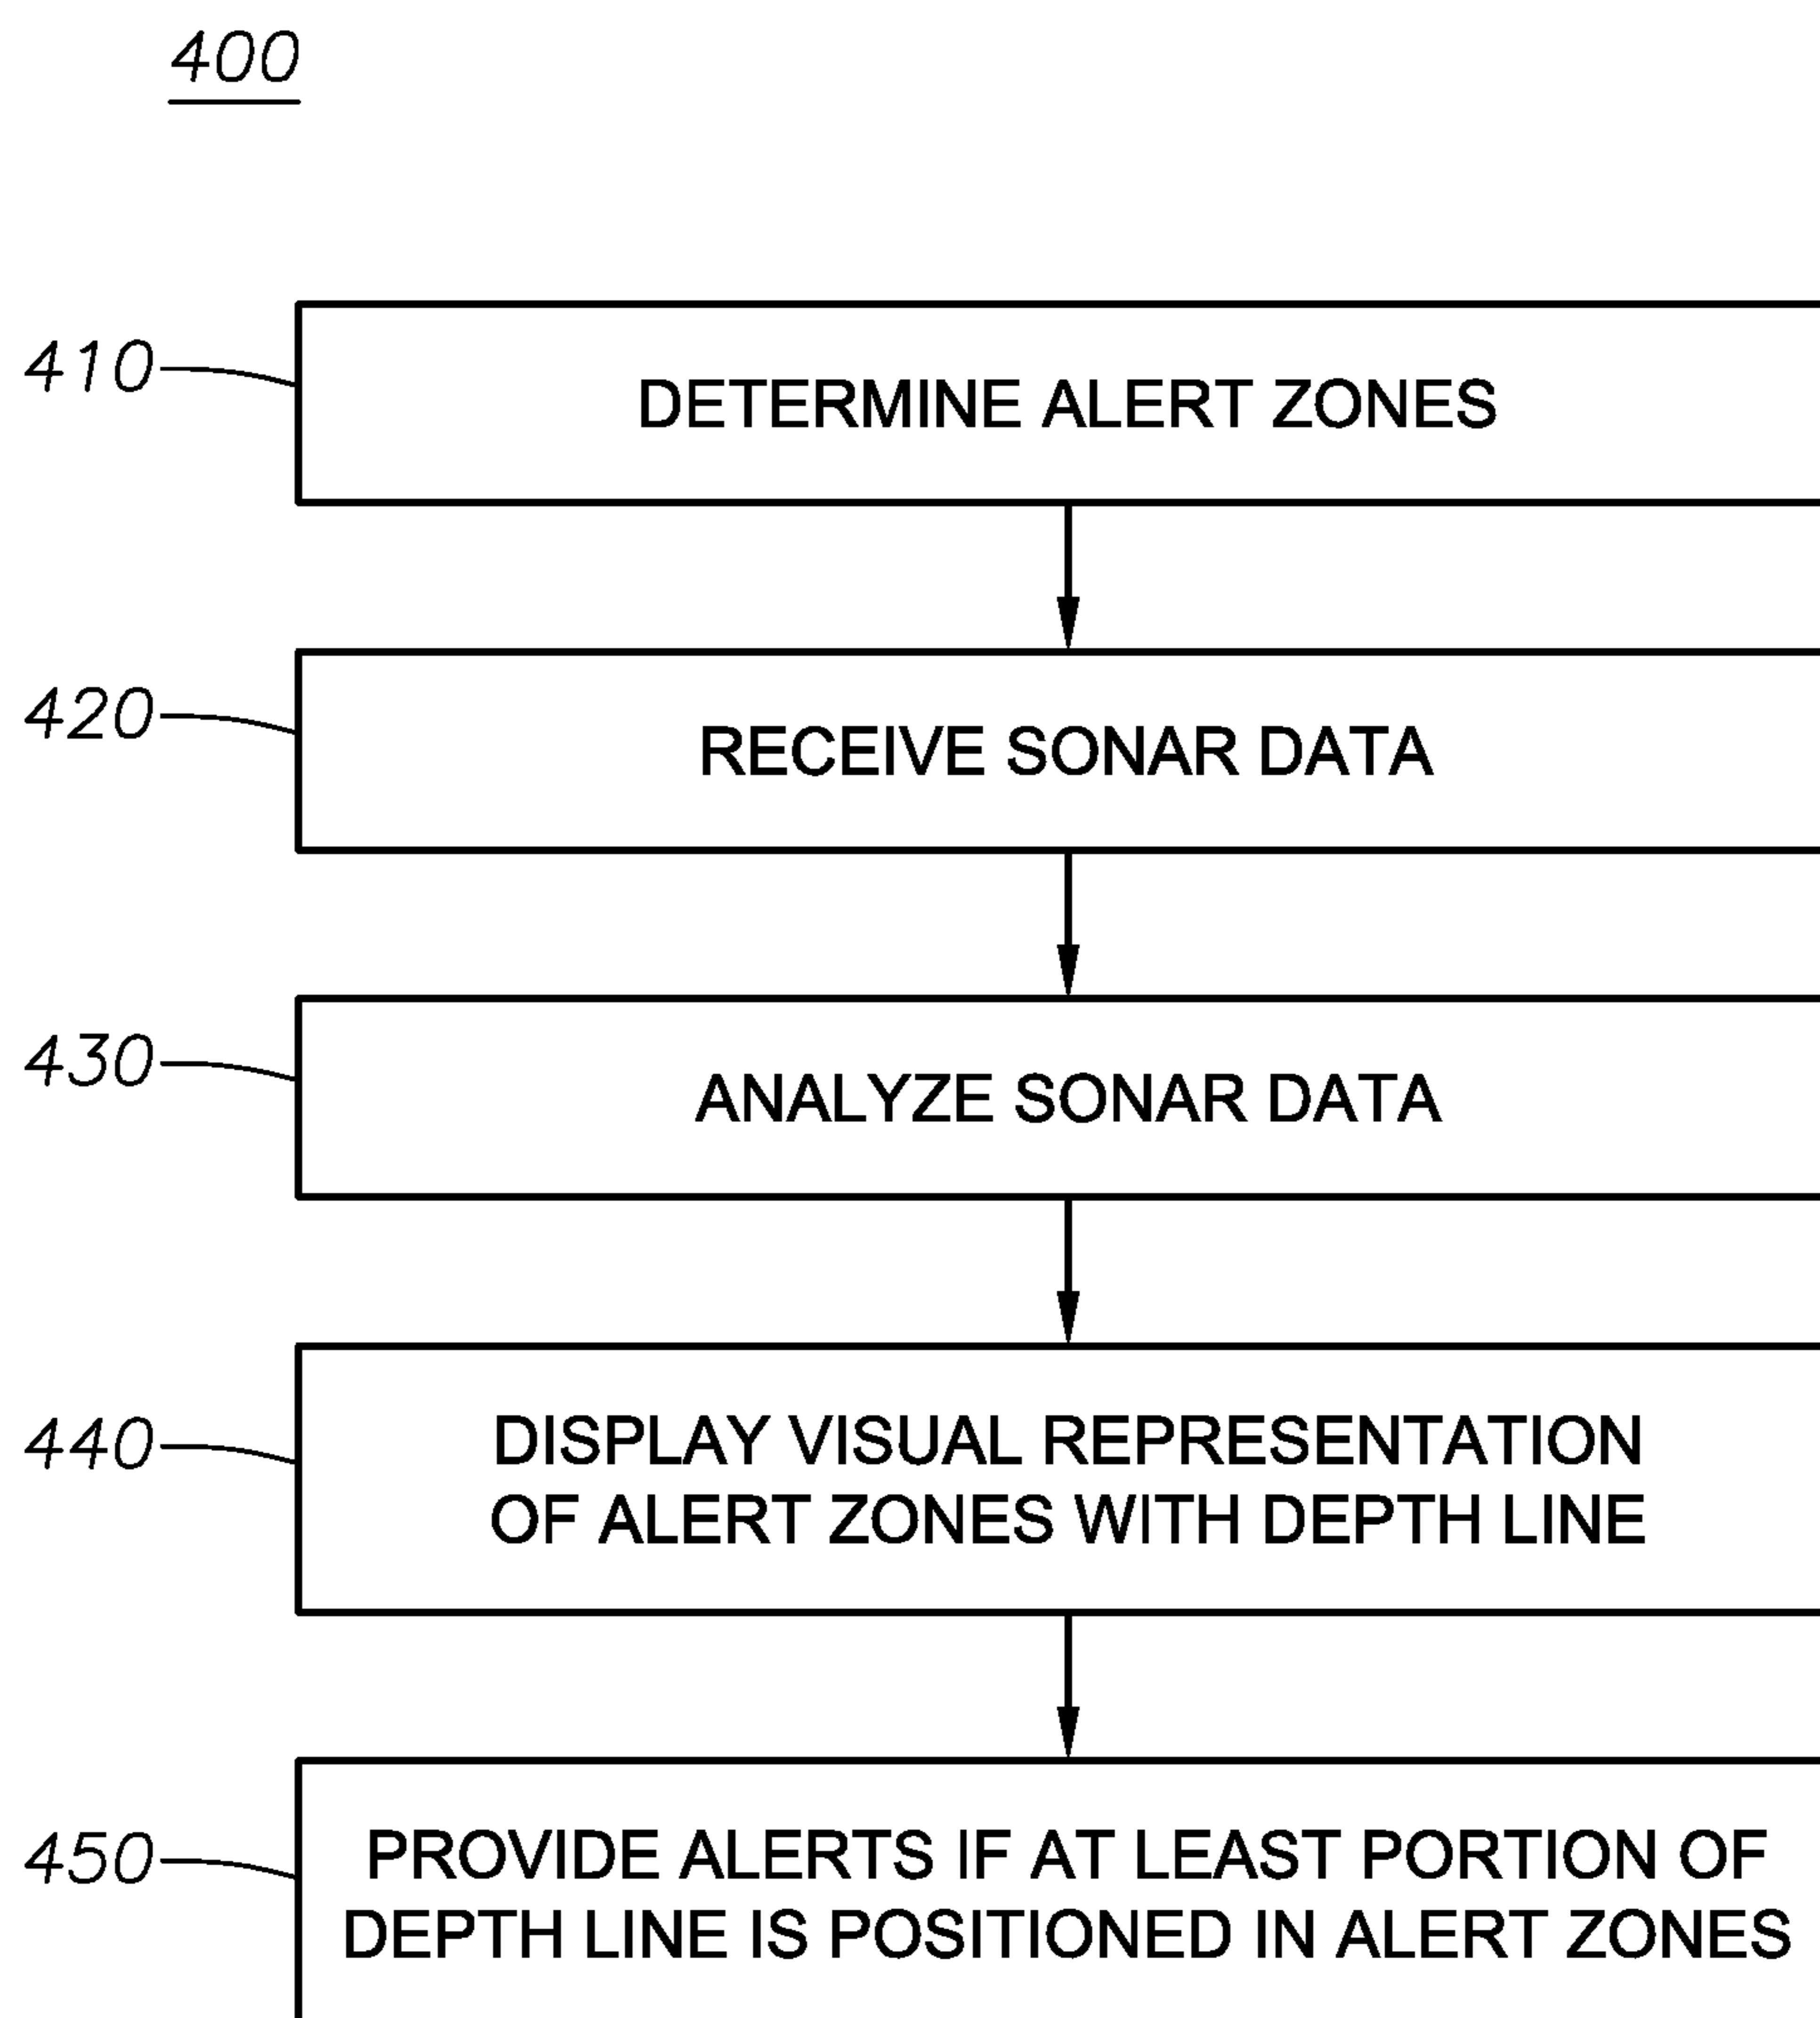 400
410
DETERMINE ALERT ZONES
420
RECEIVE SONAR DATA
430
ANALYZE SONAR DATA
440
DISPLAY VISUAL REPRESENTATION
OF ALERT ZONES WITH DEPTH LINE
450
PROVIDE ALERTS IF AT LEAST PORTION OF
DEPTH LINE IS POSITIONED IN ALERT ZONES